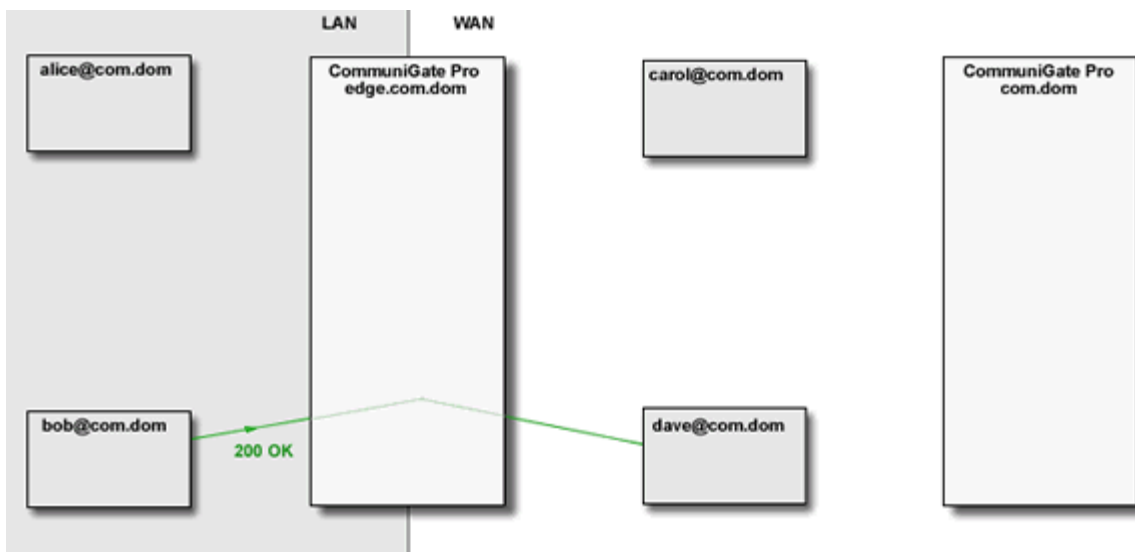 LAN
WAN
alice@com.dom
CommuniGate Pro
edge.com.dom
carol@com.dom
CommuniGate Pro
com.dom
bob@com.dom
200 OK
dave@com.dom